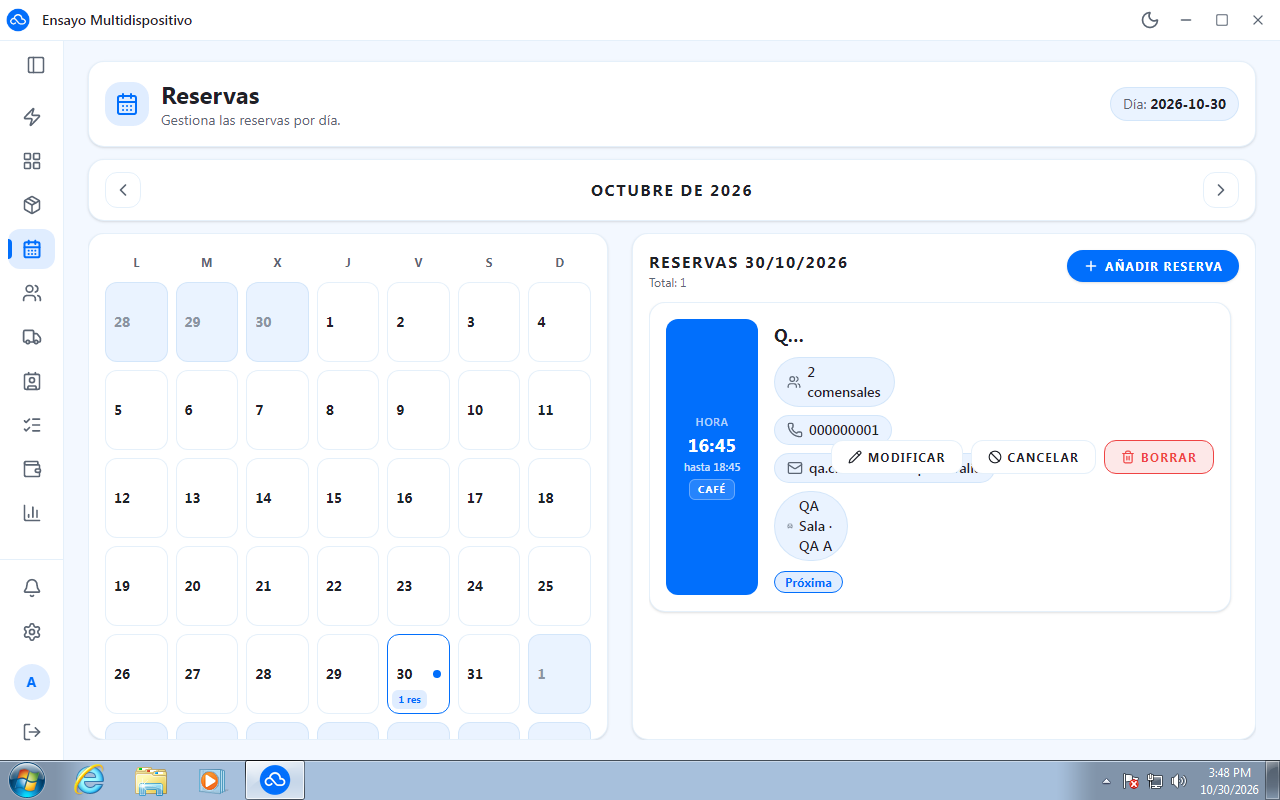 Ensayo Multidispositivo
Reservas
Gestiona las reservas por día.
Día: 2026-10-30
OCTUBRE DE 2026
L M X J V S D
28 29 30 1 2 3 4
5 6 7 8 9 10 11
12 13 14 15 16 17 18
19 20 21 22 23 24 25
26 27 28 29 30 31 1
1 res
RESERVAS 30/10/2026
Total: 1
AÑADIR RESERVA
HORA
16:45
hasta 18:45
CAFÉ
Q...
2
comensales
000000001
MODIFICAR
CANCELAR
BORRAR
QA
Sala ·
QA A
Próxima
A
3:48 PM
10/30/2026